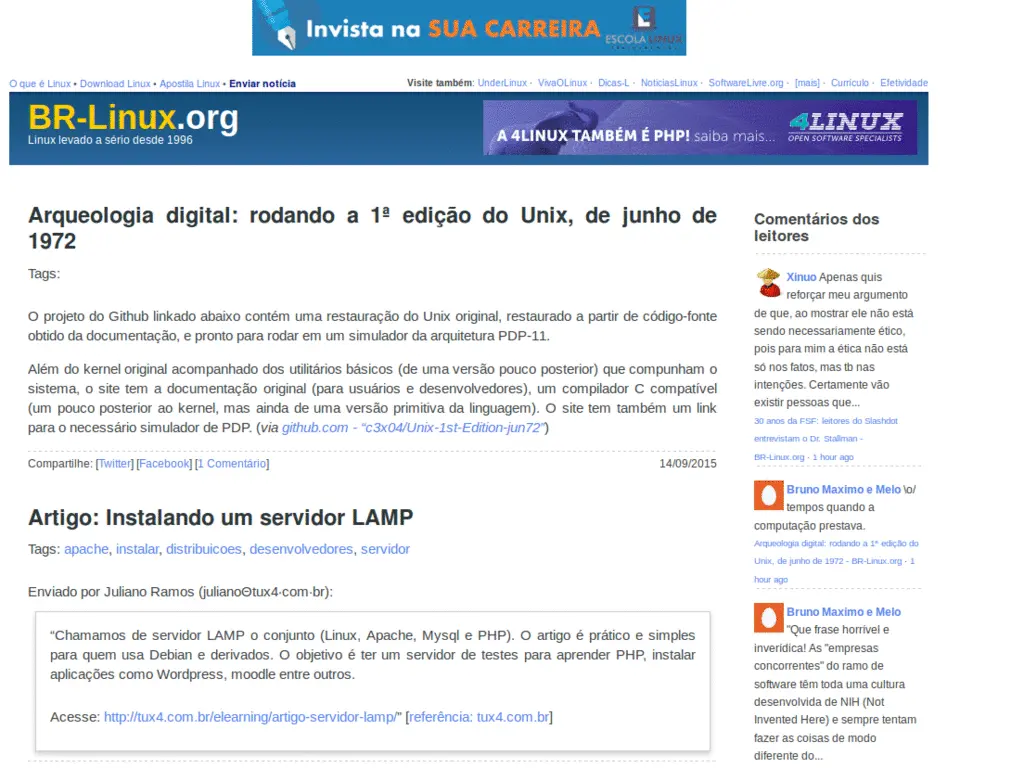 Invista na SUA CARREIRA
ESCOLA LINUX
O que é Linux • Download Linux • Apostila Linux • Enviar notícia
Visite também: UnderLinux · VivaOLinux · Dicas-L · NoticiasLinux · SoftwareLivre.org · [mais] · Currículo · Efetividade
BR-Linux.org
Linux levado a sério desde 1996
A 4LINUX TAMBÉM É PHP! saiba mais...
4LINUX
OPEN SOFTWARE SPECIALISTS
Arqueologia digital: rodando a 1ª edição do Unix, de junho de
1972
Tags:
O projeto do Github linkado abaixo contém uma restauração do Unix original, restaurado a partir de código-fonte
obtido da documentação, e pronto para rodar em um simulador da arquitetura PDP-11.
Além do kernel original acompanhado dos utilitários básicos (de uma versão pouco posterior) que compunham o
sistema, o site tem a documentação original (para usuários e desenvolvedores), um compilador C compatível
(um pouco posterior ao kernel, mas ainda de uma versão primitiva da linguagem). O site tem também um link
para o necessário simulador de PDP. (via github.com - “c3x04/Unix-1st-Edition-jun72”)
Compartilhe: [Twitter] [Facebook] [1 Comentário]
14/09/2015
Artigo: Instalando um servidor LAMP
Tags: apache, instalar, distribuicoes, desenvolvedores, servidor
Enviado por Juliano Ramos (julianoΘtux4·com·br):
“Chamamos de servidor LAMP o conjunto (Linux, Apache, Mysql e PHP). O artigo é prático e simples
para quem usa Debian e derivados. O objetivo é ter um servidor de testes para aprender PHP, instalar
aplicações como Wordpress, moodle entre outros.
Acesse: http://tux4.com.br/elearning/artigo-servidor-lamp/” [referência: tux4.com.br]
Comentários dos
leitores
Xinuo Apenas quis
reforçar meu argumento
de que, ao mostrar ele não está
sendo necessariamente ético,
pois para mim a ética não está
só nos fatos, mas tb nas
intenções. Certamente vão
existir pessoas que...
30 anos da FSF: leitores do Slashdot
entrevistam o Dr. Stallman -
BR-Linux.org · 1 hour ago
Bruno Maximo e Melo \o/
tempos quando a
computação prestava.
Arqueologia digital: rodando a 1ª edição do
Unix, de junho de 1972 - BR-Linux.org · 1
hour ago
Bruno Maximo e Melo
"Que frase horrível e
inverídica! As "empresas
concorrentes" do ramo de
software têm toda uma cultura
desenvolvida de NIH (Not
Invented Here) e sempre tentam
fazer as coisas de modo
diferente do...